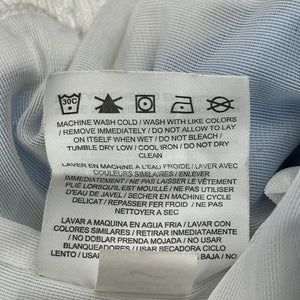 30C
MACHINE WASH COLD / WASH WITH LIKE COLORS
/ REMOVE IMMEDIATELY / DO NOT ALLOW TO LAY
ON ITSELF WHEN WET / DO NOT BLEACH /
TUMBLE DRY LOW / COOL IRON / DO NOT DRY
CLEAN
LAVER EN MACHINE A L'EAU FROIDE / LAVER AVEC
COULEURS SIMILAIRES / ENLEVER
IMMEDIATEMENT / NE PAS LAISSER LE VÊTEMENT
PLIÉ LORSQU'IL EST MOUILLÉ / NE PAS UTILISER
D'EAU DE JAVEL / SECHER EN MACHINE CYCLE
DELICAT / REPASSER FER FROID / NE PAS
NETTOYER A SEC
LAVAR A MAQUINA EN AGUA FRIA / LAVAR CON
COLORES SIMILARES / RETIRAR INMEDIATAMENTE
/ NO DOBLAR PRENDA MOJADA / NO USAR
BLANQUEADORES / USAR SECADORA CICLO
LENTO / USAR BAJA / NO